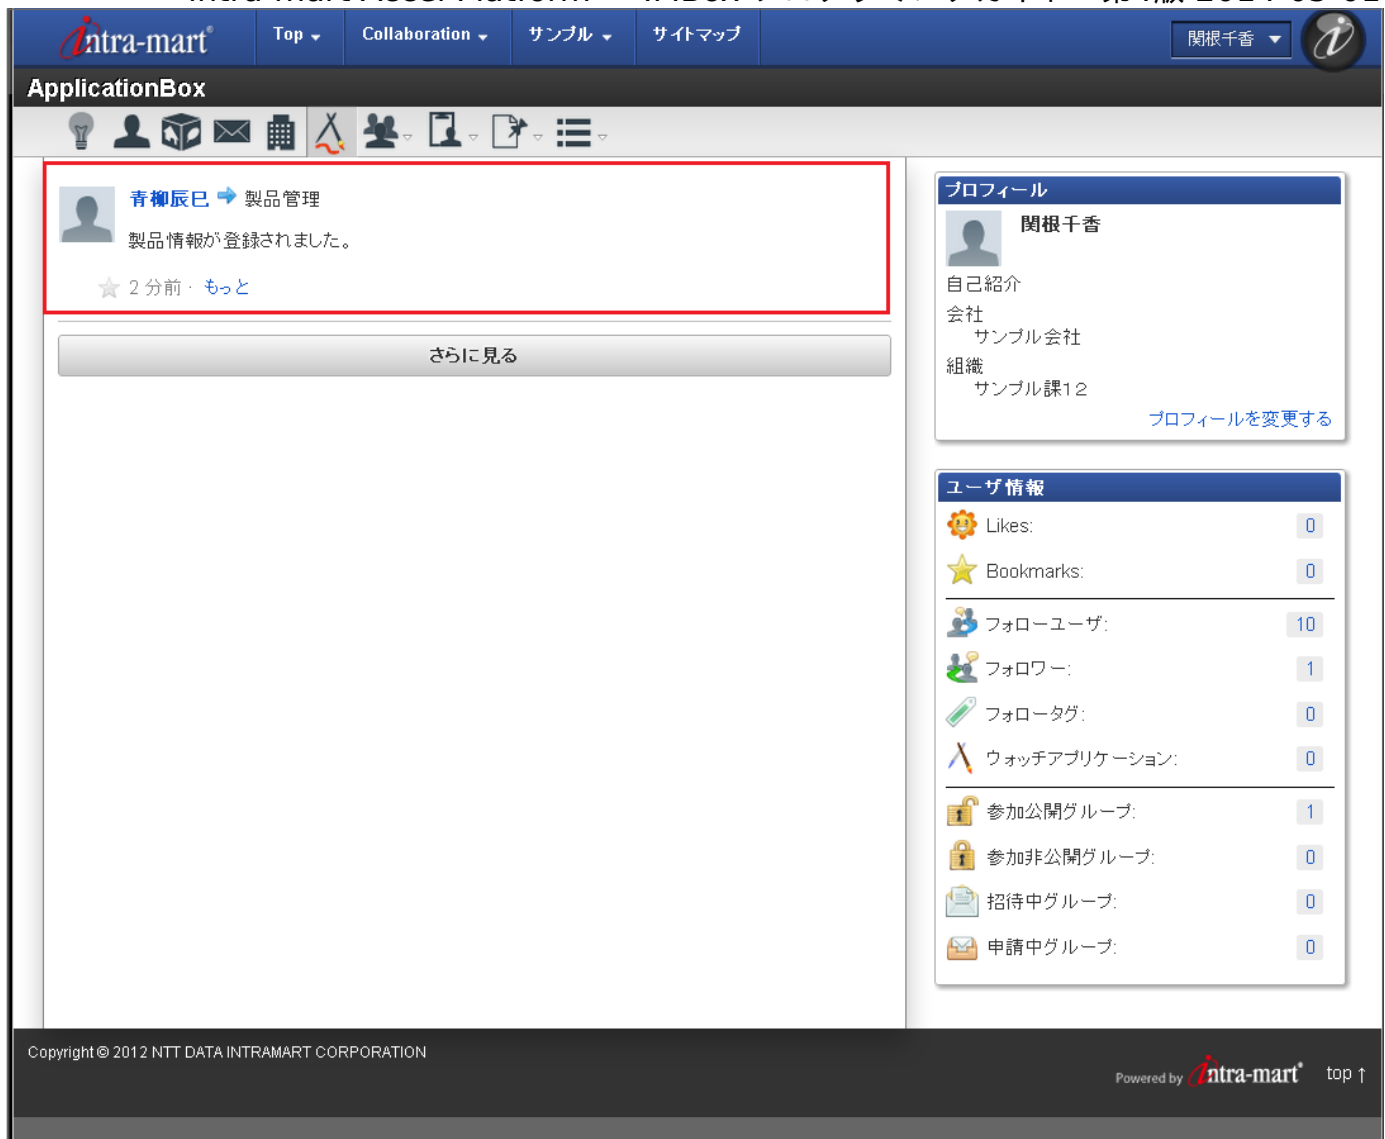 intra-mart
Top
Collaboration
サンプル
サイトマップ
関根千香
ApplicationBox
青柳辰巳 製品管理
製品情報が登録されました。
2 分前 · もっと
さらに見る
プロフィール
関根千香
自己紹介
会社
サンプル会社
組織
サンプル課12
プロフィールを変更する
ユーザ情報
Likes: 0
Bookmarks: 0
フォローユーザ: 10
フォロワー: 1
フォロータグ: 0
ウォッチアプリケーション: 0
参加公開グループ: 1
参加非公開グループ: 0
招待中グループ: 0
申請中グループ: 0
Copyright © 2012 NTT DATA INTRAMART CORPORATION
Powered by intra-mart
top ↑